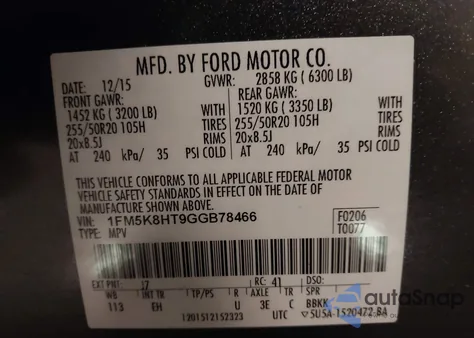 MFD. BY FORD MOTOR CO.
DATE: 12/15 GVWR: 2858 KG ( 6300 LB)
FRONT GAWR: REAR GAWR:
1452 KG ( 3200 LB) WITH 1520 KG ( 3350 LB) WITH
255/50R20 105H TIRES 255/50R20 105H TIRES
20x8.5J RIMS 20x8.5J RIMS
AT 240 kPa/ 35 PSI COLD AT 240 kPa/ 35 PSI COLD
THIS VEHICLE CONFORMS TO ALL APPLICABLE FEDERAL MOTOR
VEHICLE SAFETY STANDARDS IN EFFECT ON THE DATE OF
MANUFACTURE SHOWN ABOVE.
VIN: 1FM5K8HT9GGB78466 F0206
TYPE: MPV T0077
EXT PNT: J7 RC: 41 DSO:
WB INT TR TP/PS R AXLE TR SPR
113 EH U 3E C BBKK
1201512152323 UTC 5USA-1520472-BA
autoSnap